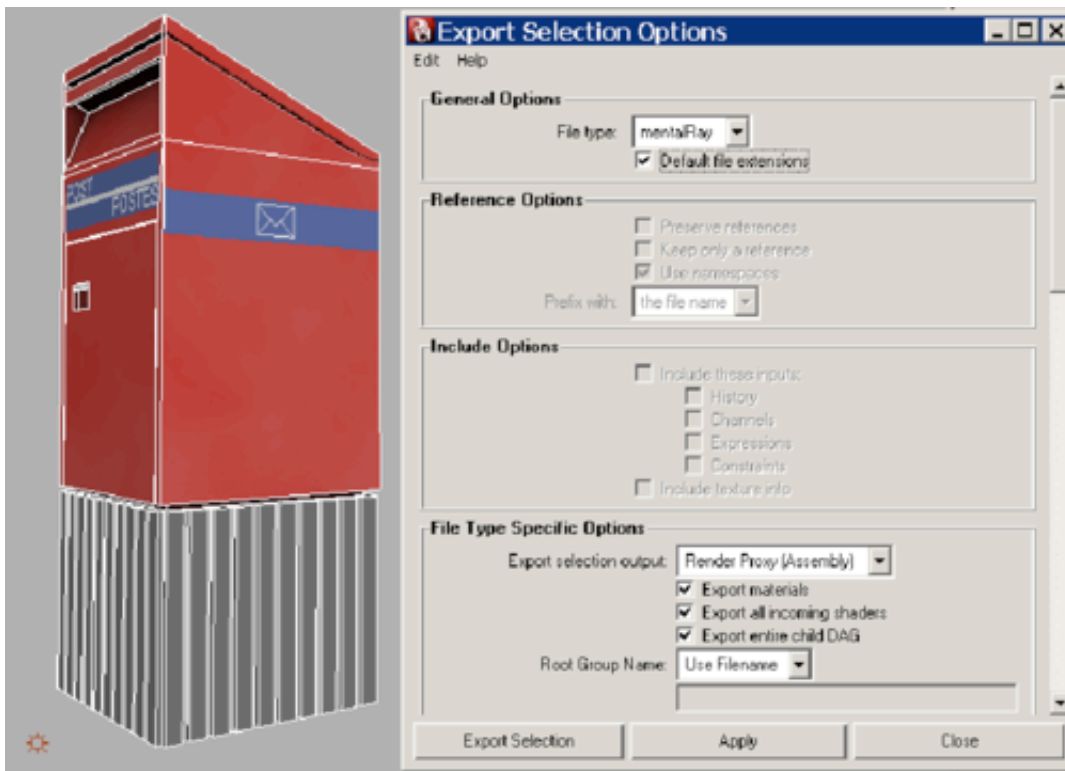 POST
POSTES
Export Selection Options
Edit Help
General Options
File type: mentalRay
Default file extensions
Reference Options
Preserve references
Keep only a reference
Use namespaces
Prefix with: the file name
Include Options
Include these inputs:
History
Channels
Expressions
Constraints
Include texture info
File Type Specific Options
Export selection output: Render Proxy (Assembly)
Export materials
Export all incoming shaders
Export entire child DAG
Root Group Name: Use Filename
Export Selection Apply Close